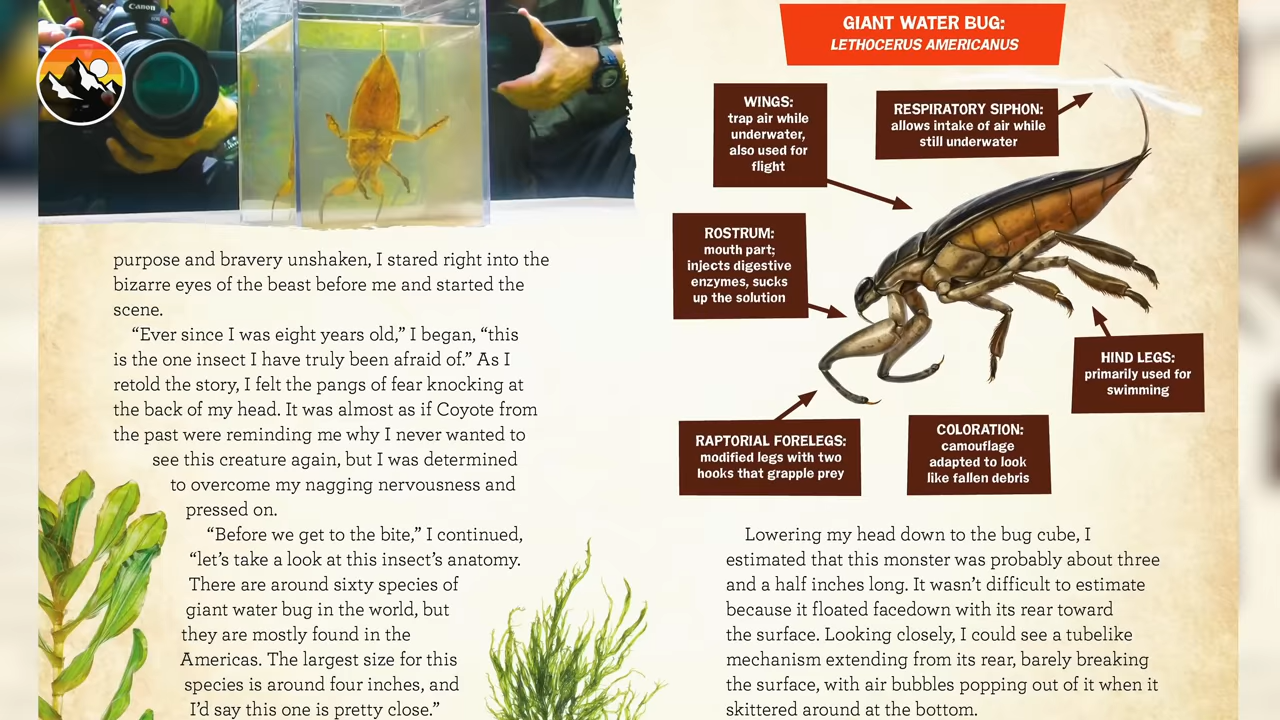 Canon
purpose and bravery unshaken, I stared right into the
bizarre eyes of the beast before me and started the
scene.
“Ever since I was eight years old,” I began, “this
is the one insect I have truly been afraid of.” As I
retold the story, I felt the pangs of fear knocking at
the back of my head. It was almost as if Coyote from
the past were reminding me why I never wanted to
see this creature again, but I was determined
to overcome my nagging nervousness and
pressed on.
“Before we get to the bite,” I continued,
“let’s take a look at this insect’s anatomy.
There are around sixty species of
giant water bug in the world, but
they are mostly found in the
Americas. The largest size for this
species is around four inches, and
I’d say this one is pretty close.”
GIANT WATER BUG:
LETHOCERUS AMERICANUS
WINGS:
trap air while
underwater,
also used for
flight
RESPIRATORY SIPHON:
allows intake of air while
still underwater
ROSTRUM:
mouth part;
injects digestive
enzymes, sucks
up the solution
HIND LEGS:
primarily used for
swimming
RAPTORIAL FORELEGS:
modified legs with two
hooks that grapple prey
COLORATION:
camouflage
adapted to look
like fallen debris
Lowering my head down to the bug cube, I
estimated that this monster was probably about three
and a half inches long. It wasn’t difficult to estimate
because it floated facedown with its rear toward
the surface. Looking closely, I could see a tubelike
mechanism extending from its rear, barely breaking
the surface, with air bubbles popping out of it when it
skittered around at the bottom.